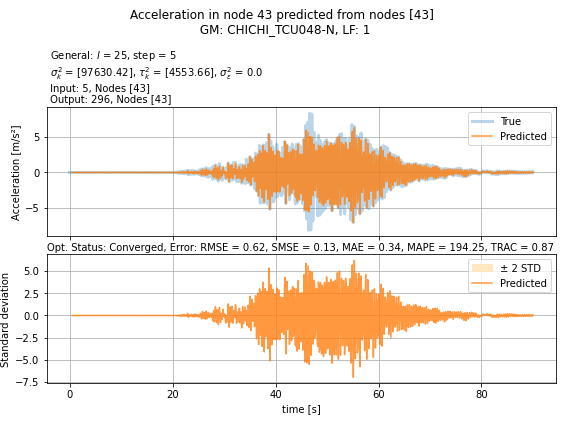 Acceleration in node 43 predicted from nodes [43]
GM: CHICHI_TCU048-N, LF: 1
General: l = 25, step = 5
σ²ₖ = [97630.42], τ²ₖ = [4553.66], σ²ε = 0.0
Input: 5, Nodes [43]
Output: 296, Nodes [43]
Acceleration [m/s²]
5
0
−5
True
Predicted
Opt. Status: Converged, Error: RMSE = 0.62, SMSE = 0.13, MAE = 0.34, MAPE = 194.25, TRAC = 0.87
Standard deviation
5.0
2.5
0.0
−2.5
−5.0
−7.5
± 2 STD
Predicted
0 20 40 60 80
time [s]